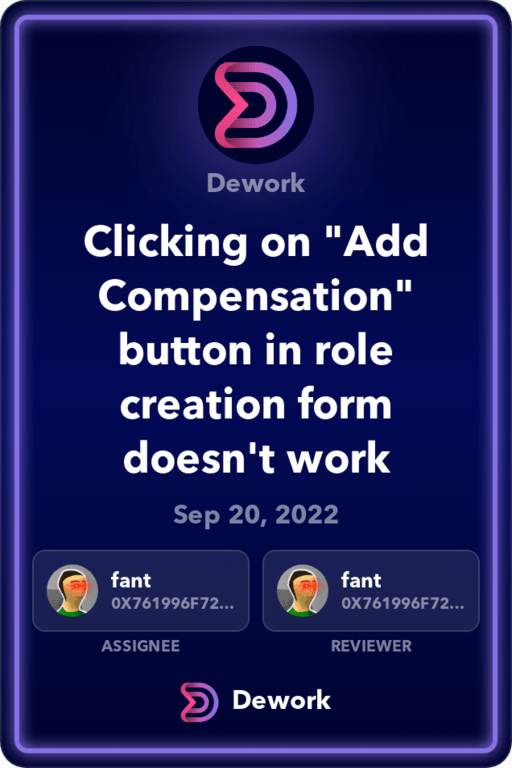 Dework
Clicking on "Add
Compensation"
button in role
creation form
doesn't work
Sep 20, 2022
fant
0X761996F72...
ASSIGNEE
fant
0X761996F72...
REVIEWER
Dework